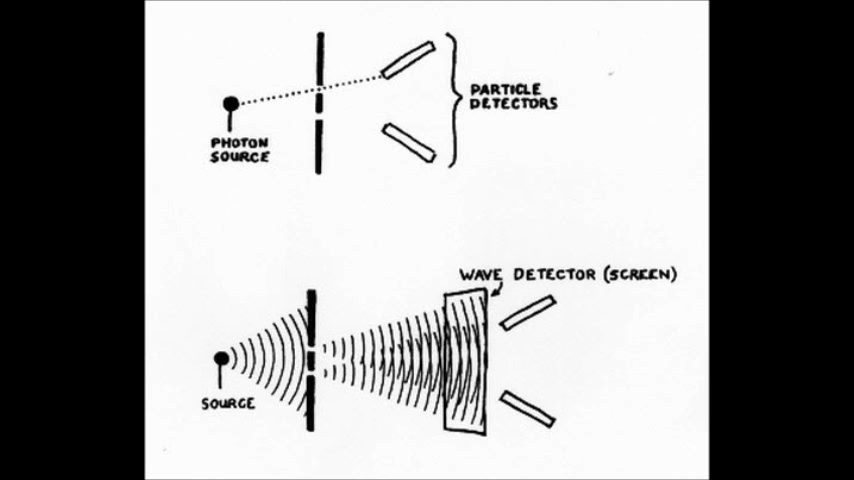 PARTICLE
DETECTORS
PHOTON
SOURCE
WAVE DETECTOR (SCREEN)
SOURCE